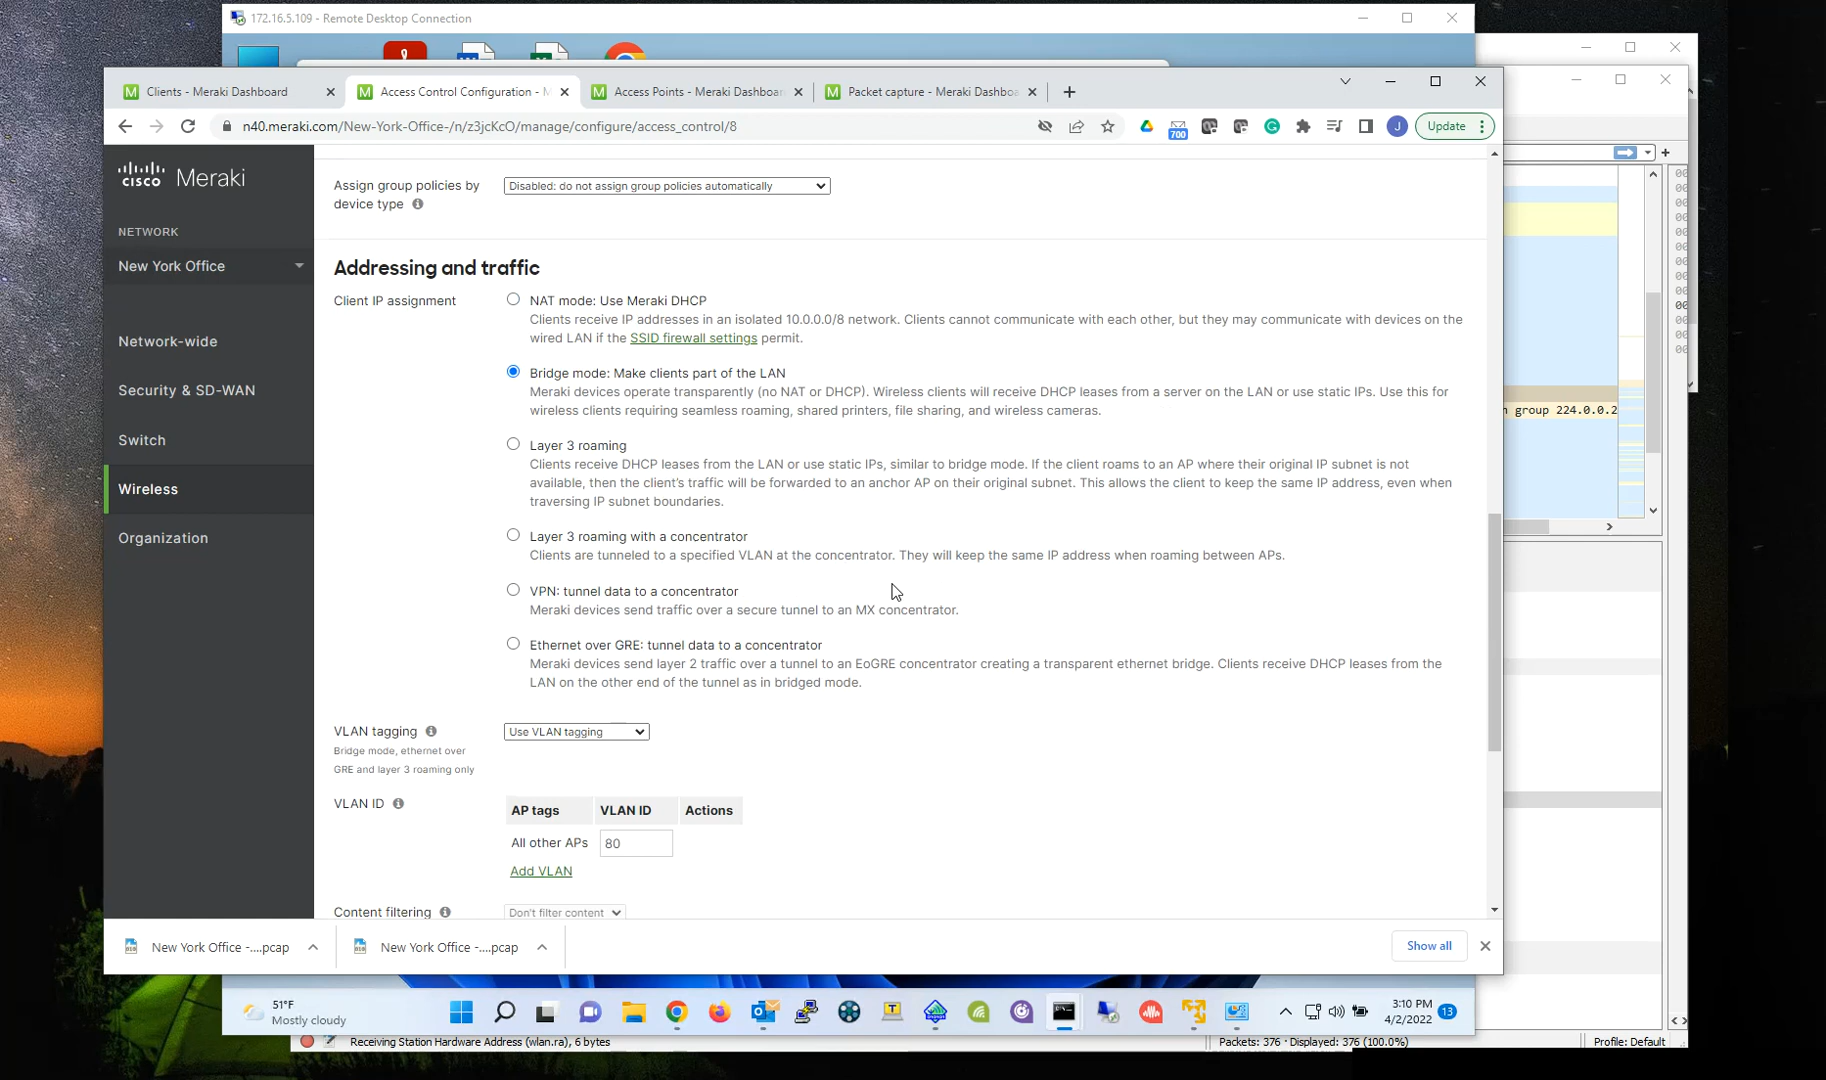 172.16.5.109 - Remote Desktop Connection
Clients - Meraki Dashboard
Access Control Configuration - M
Access Points - Meraki Dashboar
Packet capture - Meraki Dashbo
n40.meraki.com/New-York-Office-/n/z3jcKcO/manage/configure/access_control/8
700
J
Update
CISCO Meraki
NETWORK
New York Office
Network-wide
Security & SD-WAN
Switch
Wireless
Organization
Assign group policies by
device type
Disabled: do not assign group policies automatically
Addressing and traffic
Client IP assignment
NAT mode: Use Meraki DHCP
Clients receive IP addresses in an isolated 10.0.0.0/8 network. Clients cannot communicate with each other, but they may communicate with devices on the
wired LAN if the SSID firewall settings permit.
Bridge mode: Make clients part of the LAN
Meraki devices operate transparently (no NAT or DHCP). Wireless clients will receive DHCP leases from a server on the LAN or use static IPs. Use this for
wireless clients requiring seamless roaming, shared printers, file sharing, and wireless cameras.
Layer 3 roaming
Clients receive DHCP leases from the LAN or use static IPs, similar to bridge mode. If the client roams to an AP where their original IP subnet is not
available, then the client's traffic will be forwarded to an anchor AP on their original subnet. This allows the client to keep the same IP address, even when
traversing IP subnet boundaries.
Layer 3 roaming with a concentrator
Clients are tunneled to a specified VLAN at the concentrator. They will keep the same IP address when roaming between APs.
VPN: tunnel data to a concentrator
Meraki devices send traffic over a secure tunnel to an MX concentrator.
Ethernet over GRE: tunnel data to a concentrator
Meraki devices send layer 2 traffic over a tunnel to an EoGRE concentrator creating a transparent ethernet bridge. Clients receive DHCP leases from the
LAN on the other end of the tunnel as in bridged mode.
VLAN tagging
Use VLAN tagging
Bridge mode, ethernet over
GRE and layer 3 roaming only
VLAN ID
AP tags VLAN ID Actions
All other APs 80
Add VLAN
Content filtering
Don't filter content
n group 224.0.0.2
New York Office -....pcap
New York Office -....pcap
Show all
51°F
Mostly cloudy
3:10 PM
4/2/2022
13
Receiving Station Hardware Address (wlan.ra), 6 bytes
Packets: 376 · Displayed: 376 (100.0%)
Profile: Default